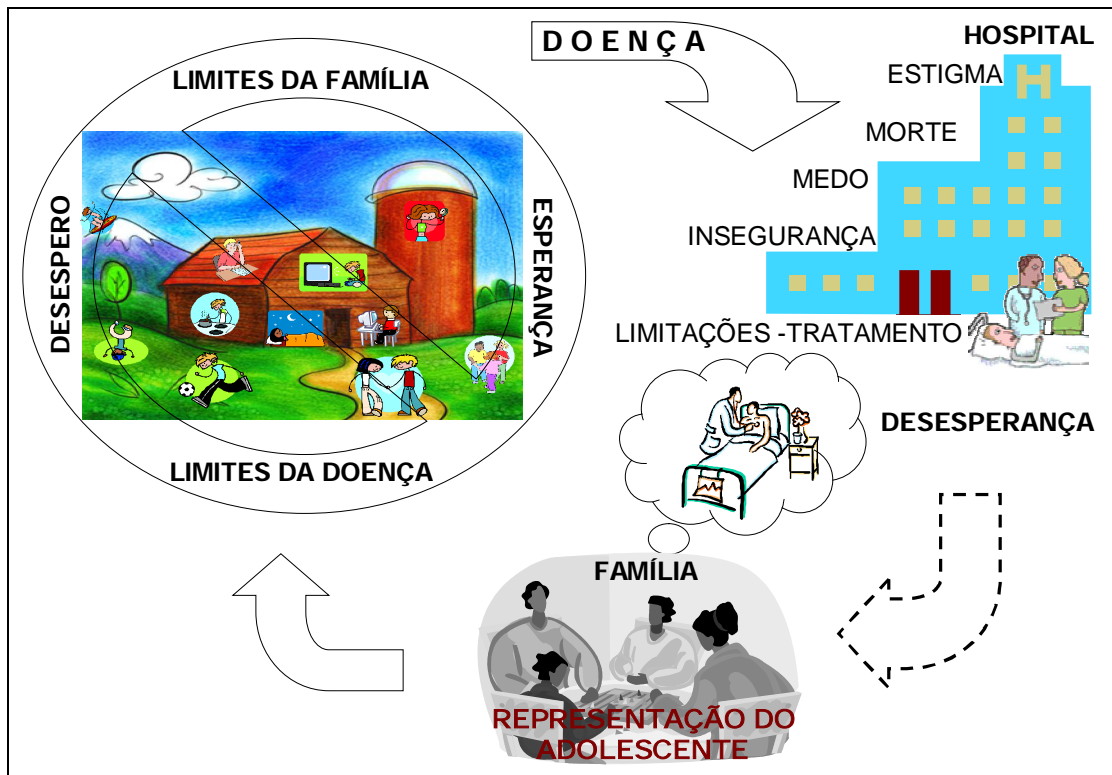 D O E N Ç A
HOSPITAL
ESTIGMA
MORTE
MEDO
INSEGURANÇA
LIMITAÇÕES -TRATAMENTO
DESESPERANÇA
LIMITES DA FAMÍLIA
DESESPERO
ESPERANÇA
LIMITES DA DOENÇA
FAMÍLIA
REPRESENTAÇÃO DO
ADOLESCENTE